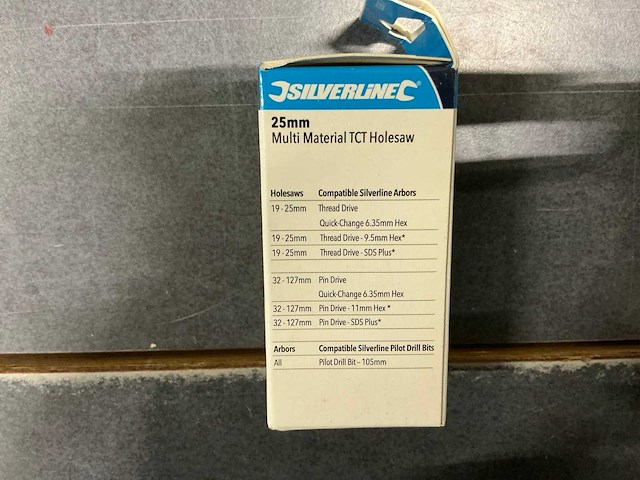 SILVERLINE®
25mm
Multi Material TCT Holesaw
Holesaws Compatible Silverline Arbors
19 - 25mm Thread Drive
Quick-Change 6.35mm Hex
19 - 25mm Thread Drive - 9.5mm Hex*
19 - 25mm Thread Drive - SDS Plus*
32 - 127mm Pin Drive
Quick-Change 6.35mm Hex
32 - 127mm Pin Drive - 11mm Hex *
32 - 127mm Pin Drive - SDS Plus*
Arbors Compatible Silverline Pilot Drill Bits
All Pilot Drill Bit – 105mm